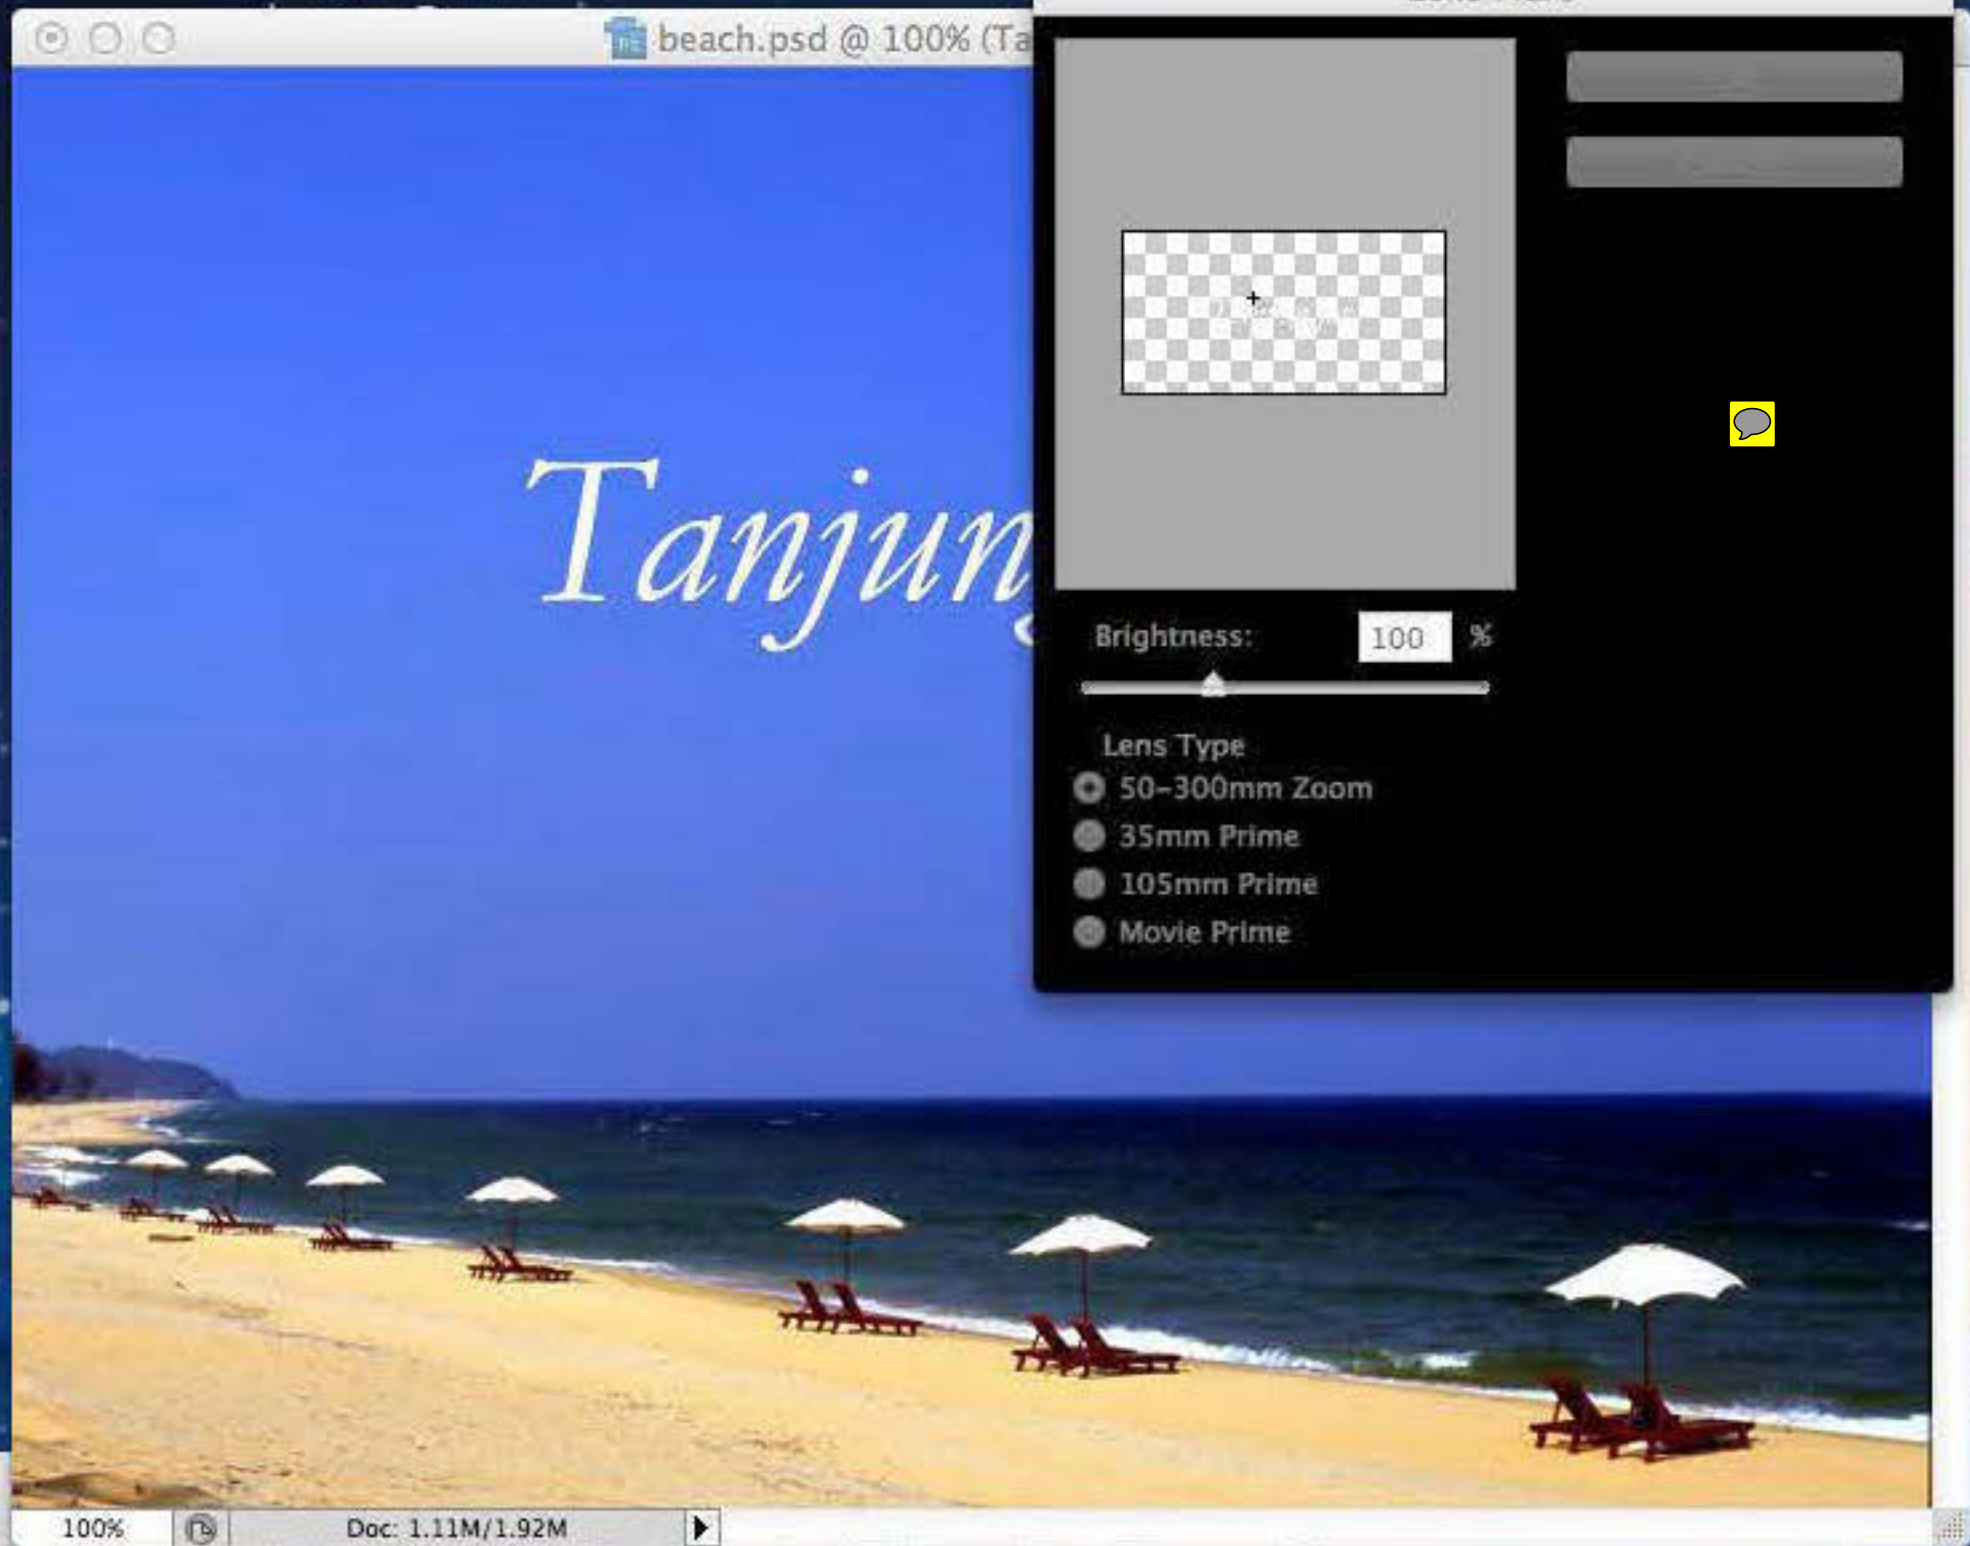 beach.psd @ 100% (Ta
Tanjun
Brightness: 100 %
Lens Type
50-300mm Zoom
35mm Prime
105mm Prime
Movie Prime
100% Doc: 1.11M/1.92M